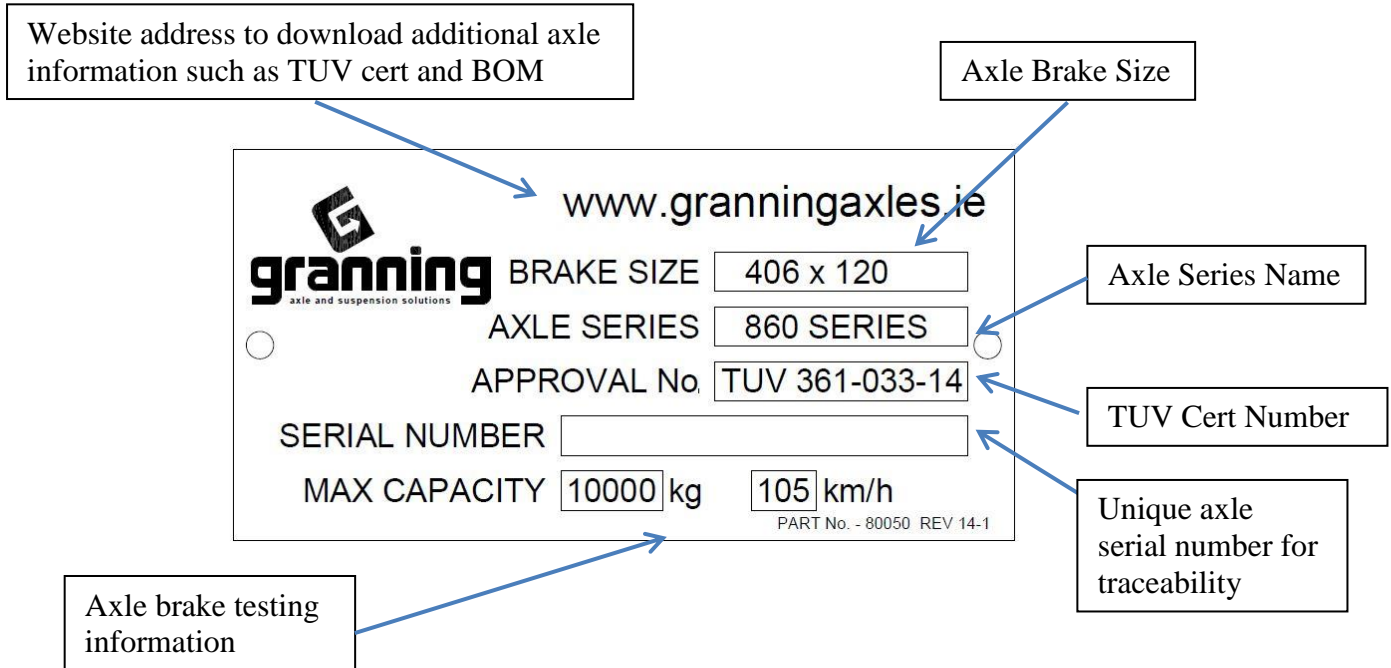 Website address to download additional axle
information such as TUV cert and BOM
Axle Brake Size
www.granningaxles.ie
granning
axle and suspension solutions
BRAKE SIZE 406 x 120
AXLE SERIES 860 SERIES
APPROVAL No. TUV 361-033-14
SERIAL NUMBER
MAX CAPACITY 10000 kg 105 km/h
PART No. - 80050 REV 14-1
Axle Series Name
TUV Cert Number
Unique axle
serial number for
traceability
Axle brake testing
information